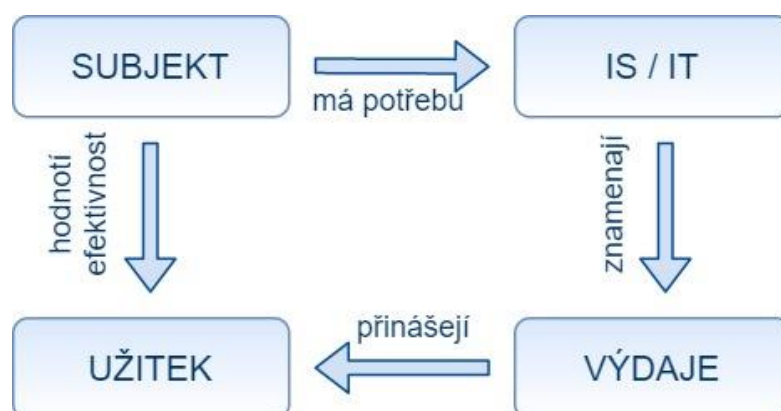 SUBJEKT
má potřebu
IS / IT
hodnotí
efektivnost
znamenají
UŽITEK
přinášejí
VÝDAJE